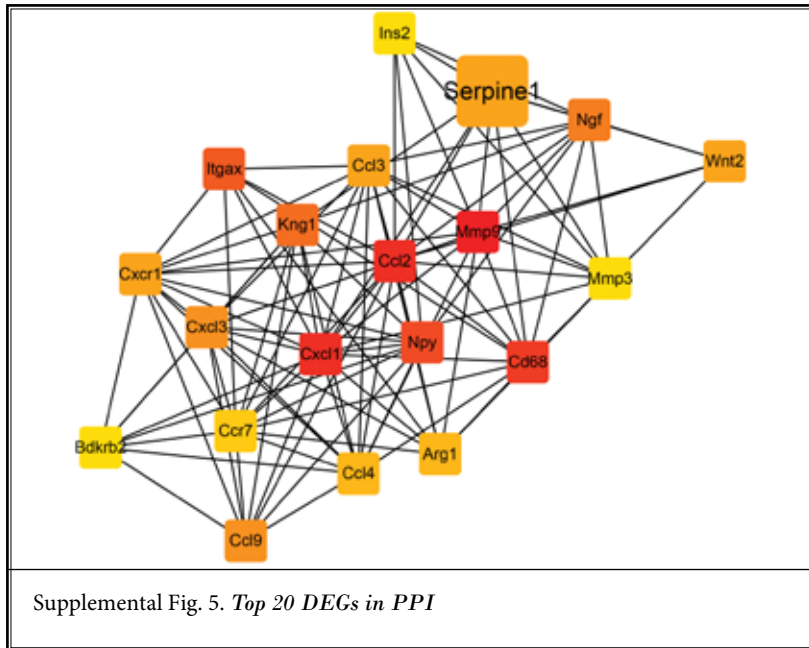 Ins2
Serpine1
Ngf
Wnt2
Itgax
Ccl3
Kng1
Mmp9
Ccl2
Cxcr1
Mmp3
Cxcl3
Cxcl1
Npy
Cd68
Bdkrb2
Ccr7
Arg1
Ccl4
Ccl9
Supplemental Fig. 5. Top 20 DEGs in PPI